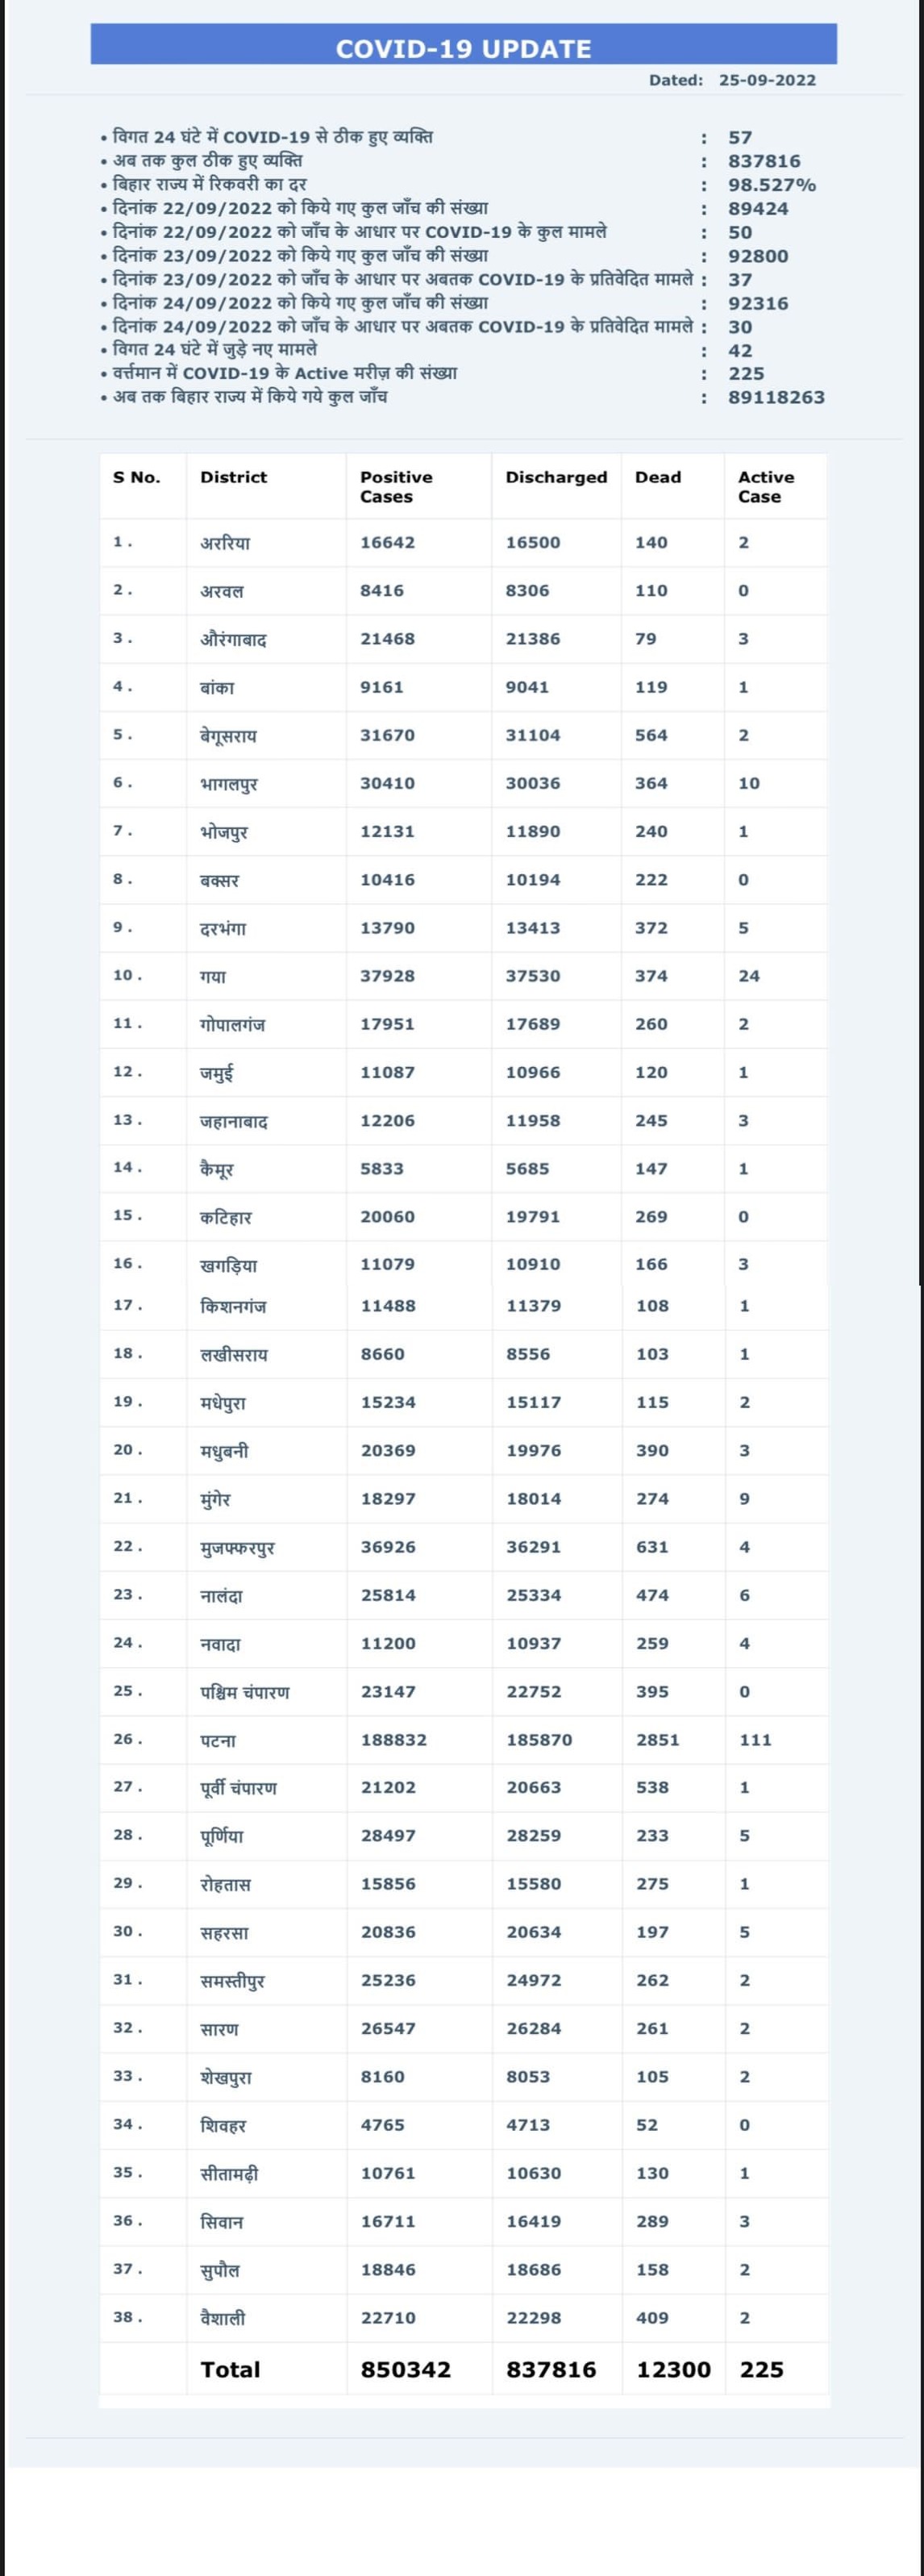 COVID-19 UPDATE
Dated: 25-09-2022
• विगत 24 घंटे में COVID-19 से ठीक हुए व्यक्ति : 57
• अब तक कुल ठीक हुए व्यक्ति : 837816
• बिहार राज्य में रिकवरी का दर : 98.527%
• दिनांक 22/09/2022 को किये गए कुल जाँच की संख्या : 89424
• दिनांक 22/09/2022 को जाँच के आधार पर COVID-19 के कुल मामले : 50
• दिनांक 23/09/2022 को किये गए कुल जाँच की संख्या : 92800
• दिनांक 23/09/2022 को जाँच के आधार पर अबतक COVID-19 के प्रतिवेदित मामले : 37
• दिनांक 24/09/2022 को किये गए कुल जाँच की संख्या : 92316
• दिनांक 24/09/2022 को जाँच के आधार पर अबतक COVID-19 के प्रतिवेदित मामले : 30
• विगत 24 घंटे में जुड़े नए मामले : 42
• वर्त्तमान में COVID-19 के Active मरीज़ की संख्या : 225
• अब तक बिहार राज्य में किये गये कुल जाँच : 89118263
S No. District Positive Cases Discharged Dead Active Case
1 . अररिया 16642 16500 140 2
2 . अरवल 8416 8306 110 0
3 . औरंगाबाद 21468 21386 79 3
4 . बांका 9161 9041 119 1
5 . बेगूसराय 31670 31104 564 2
6 . भागलपुर 30410 30036 364 10
7 . भोजपुर 12131 11890 240 1
8 . बक्सर 10416 10194 222 0
9 . दरभंगा 13790 13413 372 5
10 . गया 37928 37530 374 24
11 . गोपालगंज 17951 17689 260 2
12 . जमुई 11087 10966 120 1
13 . जहानाबाद 12206 11958 245 3
14 . कैमूर 5833 5685 147 1
15 . कटिहार 20060 19791 269 0
16 . खगड़िया 11079 10910 166 3
17 . किशनगंज 11488 11379 108 1
18 . लखीसराय 8660 8556 103 1
19 . मधेपुरा 15234 15117 115 2
20 . मधुबनी 20369 19976 390 3
21 . मुंगेर 18297 18014 274 9
22 . मुजफ्फरपुर 36926 36291 631 4
23 . नालंदा 25814 25334 474 6
24 . नवादा 11200 10937 259 4
25 . पश्चिम चंपारण 23147 22752 395 0
26 . पटना 188832 185870 2851 111
27 . पूर्वी चंपारण 21202 20663 538 1
28 . पूर्णिया 28497 28259 233 5
29 . रोहतास 15856 15580 275 1
30 . सहरसा 20836 20634 197 5
31 . समस्तीपुर 25236 24972 262 2
32 . सारण 26547 26284 261 2
33 . शेखपुरा 8160 8053 105 2
34 . शिवहर 4765 4713 52 0
35 . सीतामढ़ी 10761 10630 130 1
36 . सिवान 16711 16419 289 3
37 . सुपौल 18846 18686 158 2
38 . वैशाली 22710 22298 409 2
Total 850342 837816 12300 225